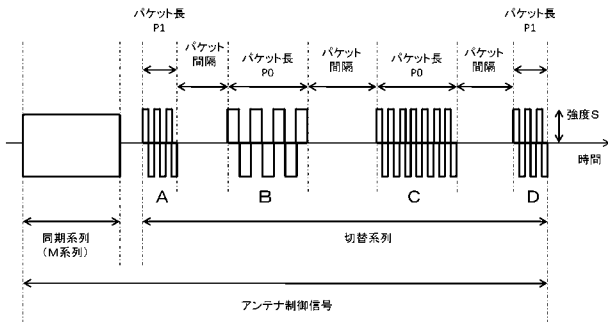 パケット長
P1
パケット
間隔
パケット長
P0
パケット
間隔
パケット長
P0
パケット
間隔
パケット長
P1
強度S
時間
A
B
C
D
同期系列
(M系列)
切替系列
アンテナ制御信号